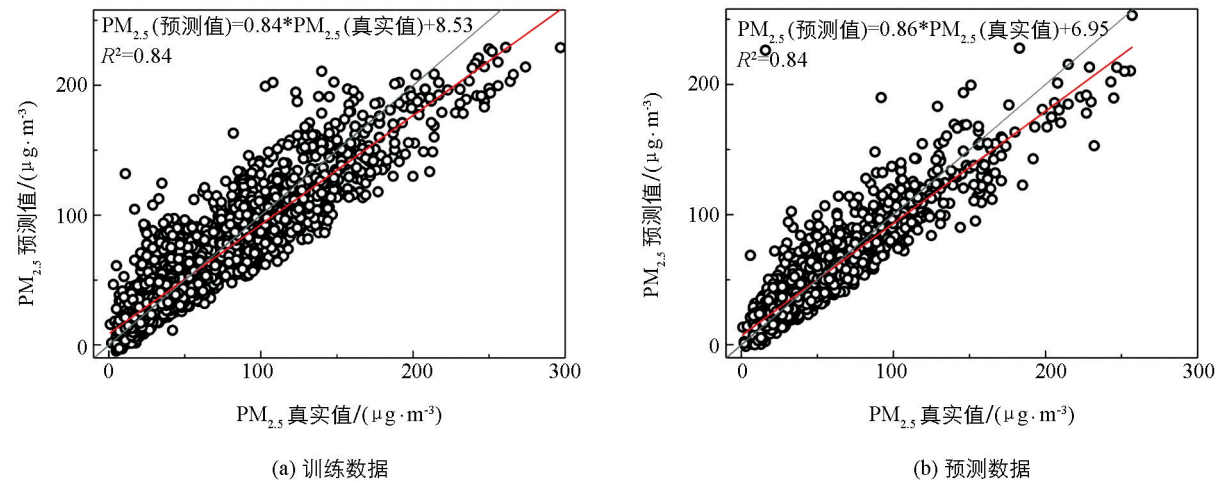 PM₂.₅(预测值)=0.84*PM₂.₅(真实值)+8.53
R²=0.84
200
100
0
PM₂.₅预测值/(μg·m⁻³)
0 100 200 300
PM₂.₅真实值/(μg·m⁻³)
(a) 训练数据
PM₂.₅(预测值)=0.86*PM₂.₅(真实值)+6.95
R²=0.84
200
100
0
PM₂.₅预测值/(μg·m⁻³)
0 100 200 300
PM₂.₅真实值/(μg·m⁻³)
(b) 预测数据